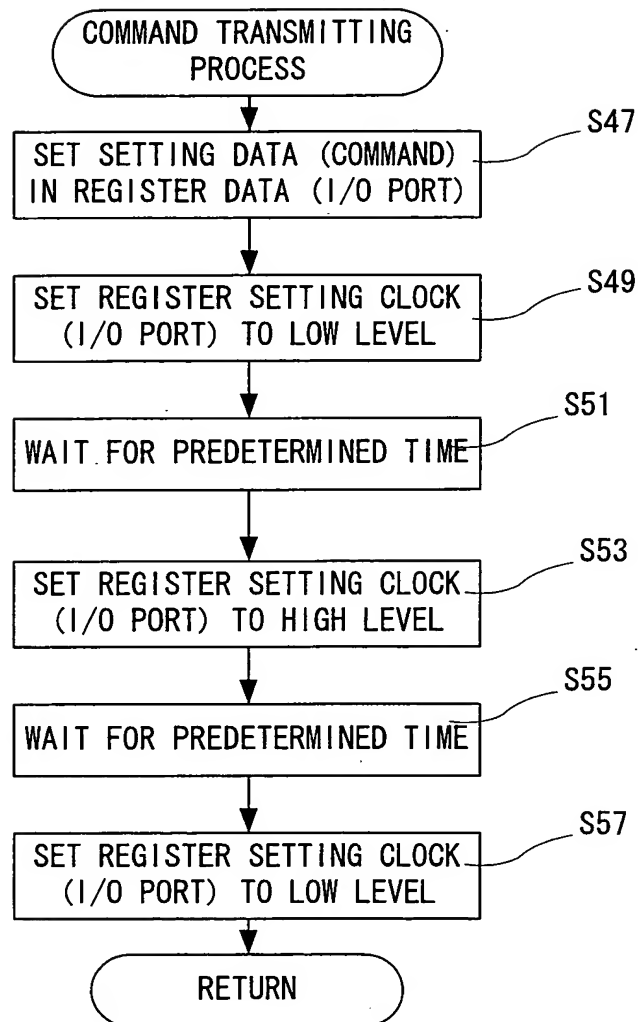 COMMAND TRANSMITTING
PROCESS
S47
SET SETTING DATA (COMMAND)
IN REGISTER DATA (I/O PORT)
S49
SET REGISTER SETTING CLOCK
(I/O PORT) TO LOW LEVEL
S51
WAIT FOR PREDETERMINED TIME
S53
SET REGISTER SETTING CLOCK
(I/O PORT) TO HIGH LEVEL
S55
WAIT FOR PREDETERMINED TIME
S57
SET REGISTER SETTING CLOCK
(I/O PORT) TO LOW LEVEL
RETURN